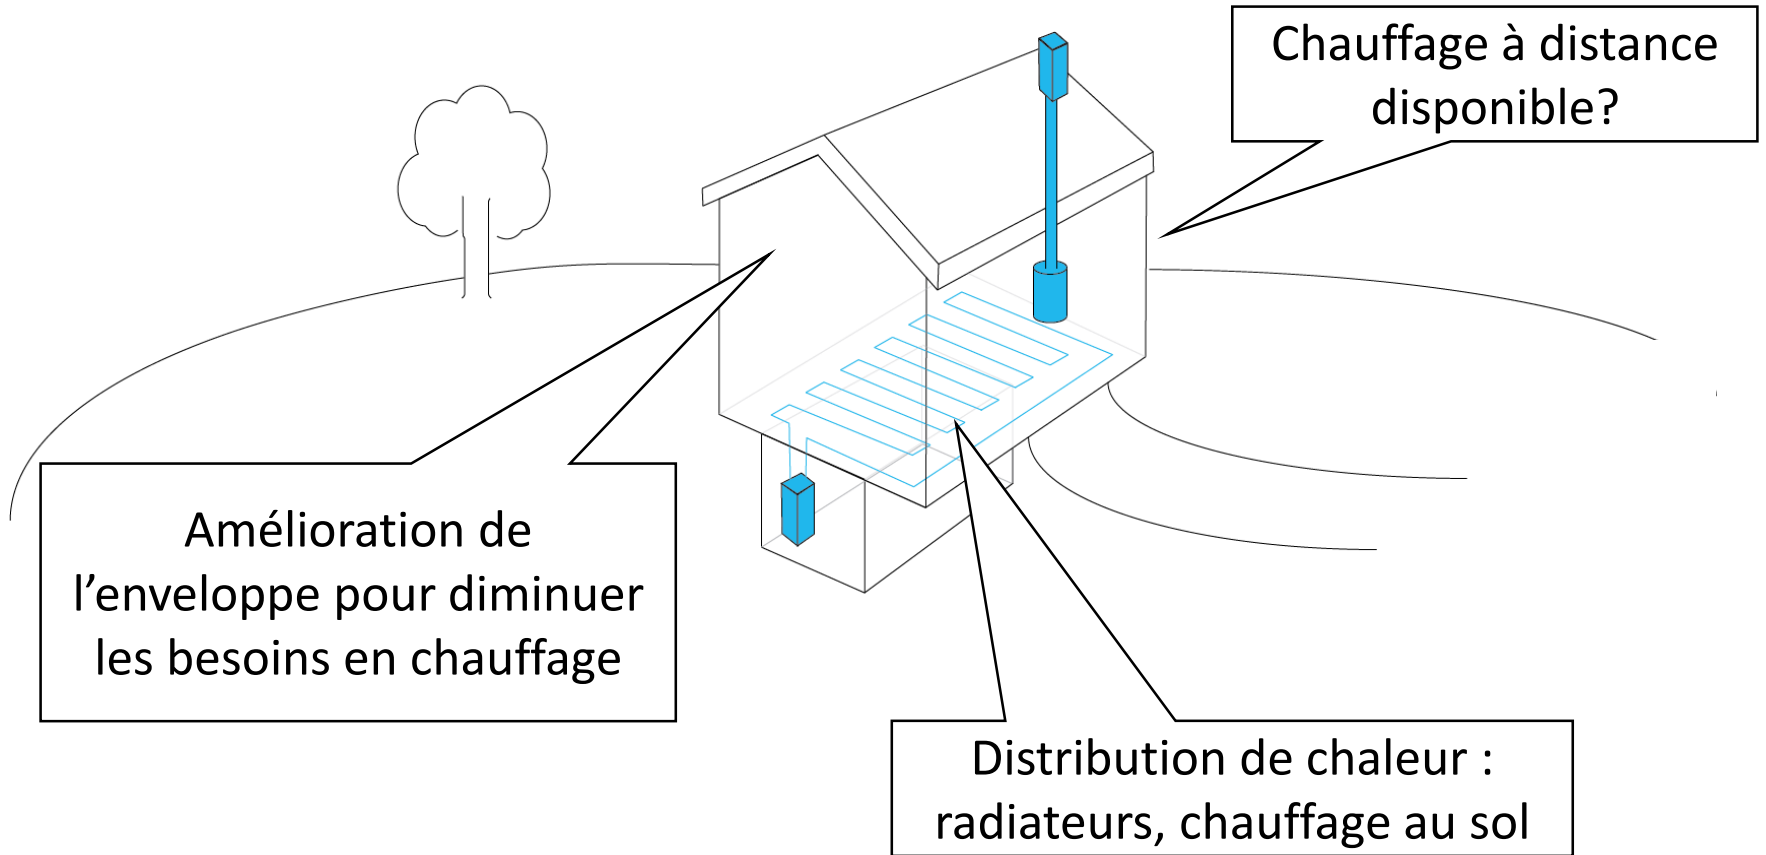 Chauffage à distance
disponible?
Amélioration de
l’enveloppe pour diminuer
les besoins en chauffage
Distribution de chaleur :
radiateurs, chauffage au sol